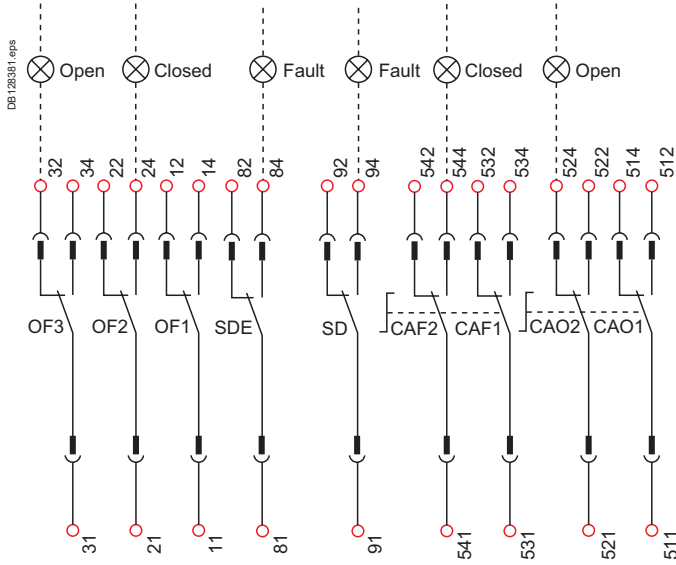 DB128381.eps
Open Closed Fault Fault Closed Open
32 34 22 24 12 14 82 84 92 94 542 544 532 534 524 522 514 512
OF3 OF2 OF1 SDE SD CAF2 CAF1 CAO2 CAO1
31 21 11 81 91 541 531 521 511